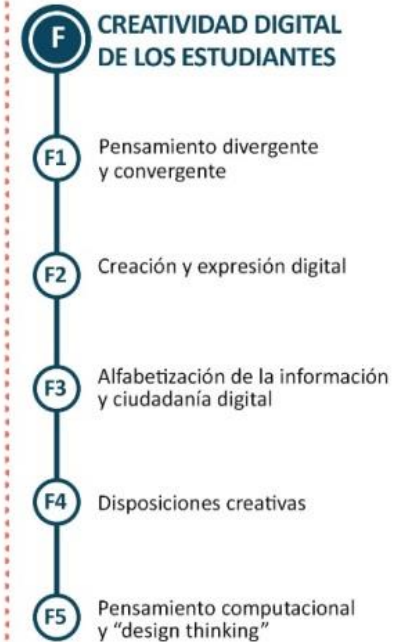 F
CREATIVIDAD DIGITAL
DE LOS ESTUDIANTES
F1
Pensamiento divergente
y convergente
F2
Creación y expresión digital
F3
Alfabetización de la información
y ciudadanía digital
F4
Disposiciones creativas
F5
Pensamiento computacional
y “design thinking”